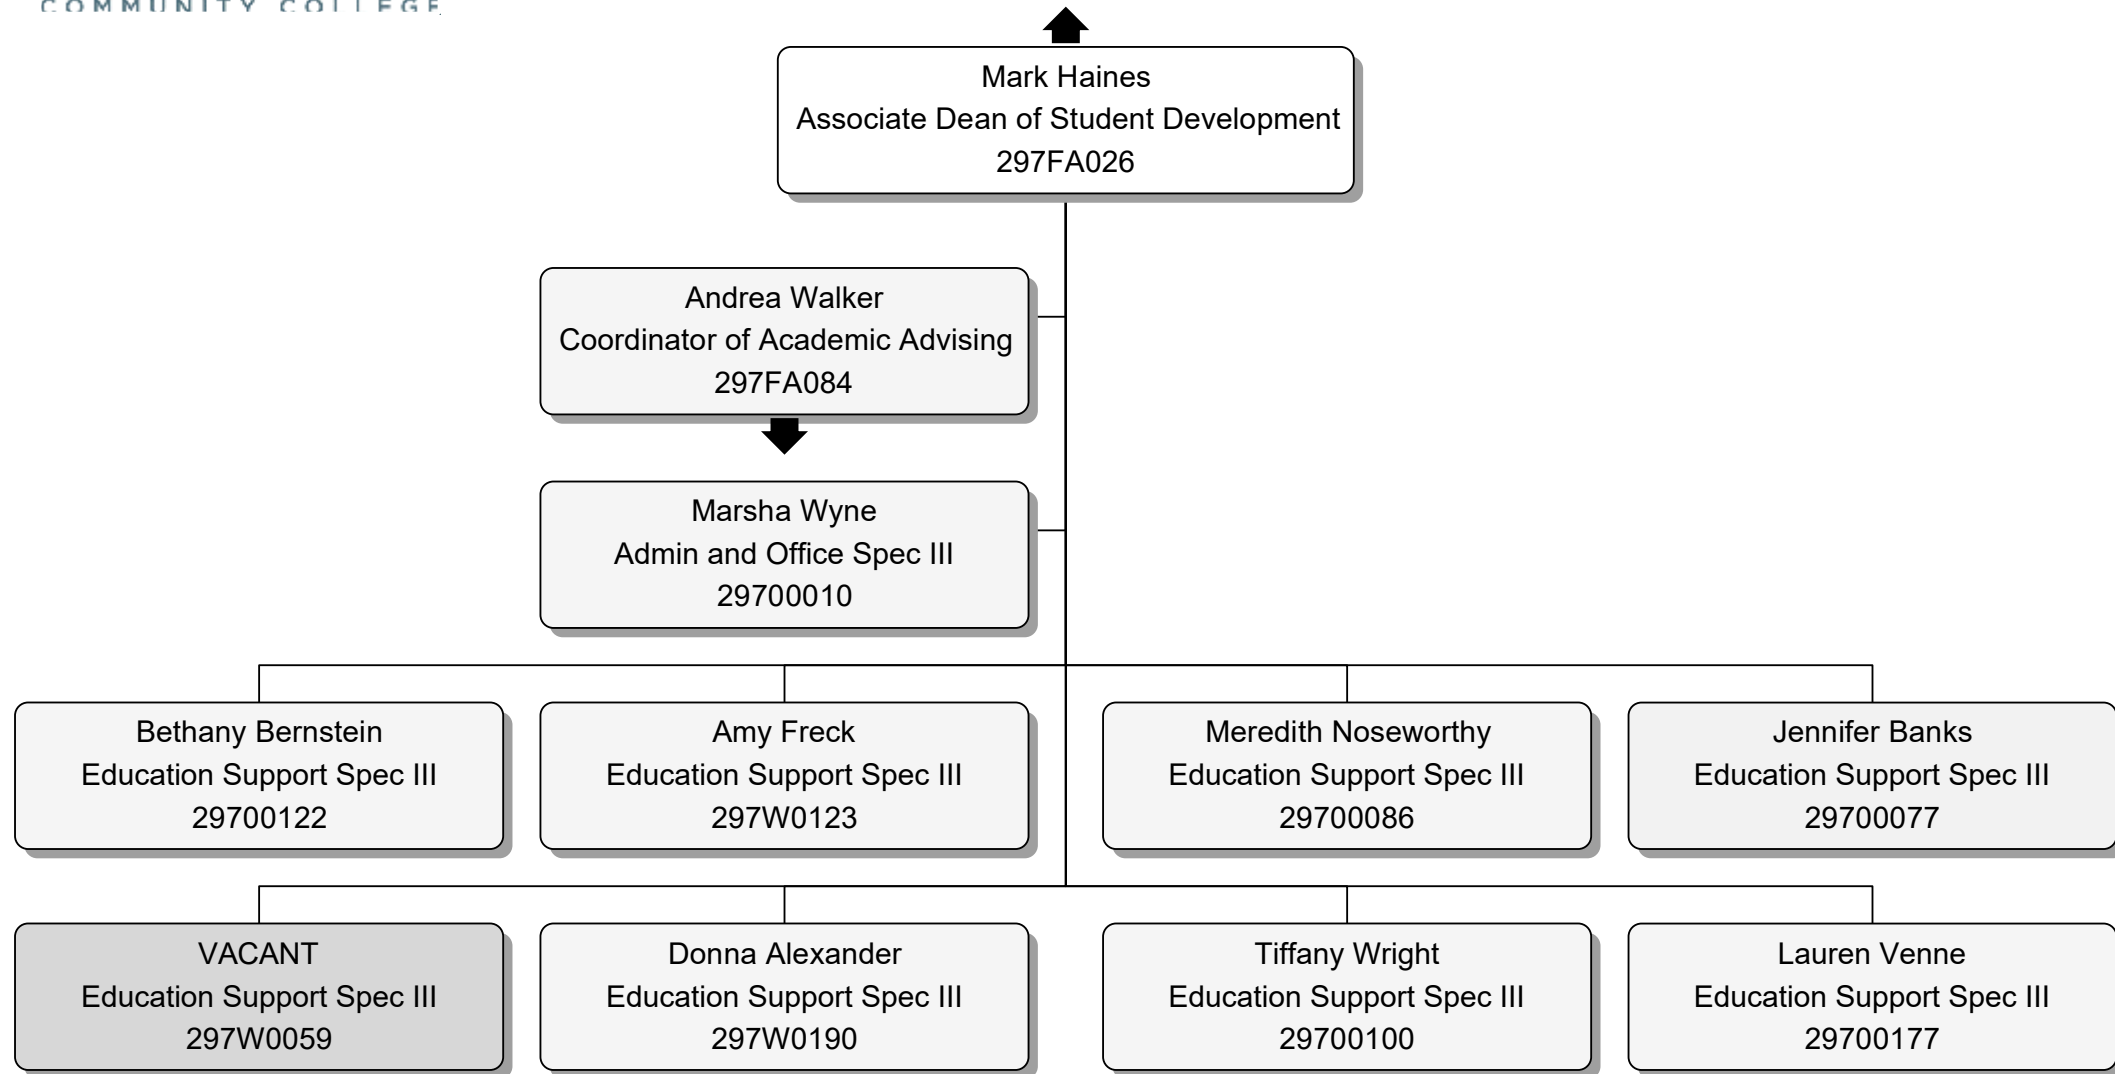 COMMUNITY COLLEGE
Mark Haines
Associate Dean of Student Development
297FA026
Andrea Walker
Coordinator of Academic Advising
297FA084
Marsha Wyne
Admin and Office Spec III
29700010
Bethany Bernstein
Education Support Spec III
29700122
Amy Freck
Education Support Spec III
297W0123
Meredith Noseworthy
Education Support Spec III
29700086
Jennifer Banks
Education Support Spec III
29700077
VACANT
Education Support Spec III
297W0059
Donna Alexander
Education Support Spec III
297W0190
Tiffany Wright
Education Support Spec III
29700100
Lauren Venne
Education Support Spec III
29700177